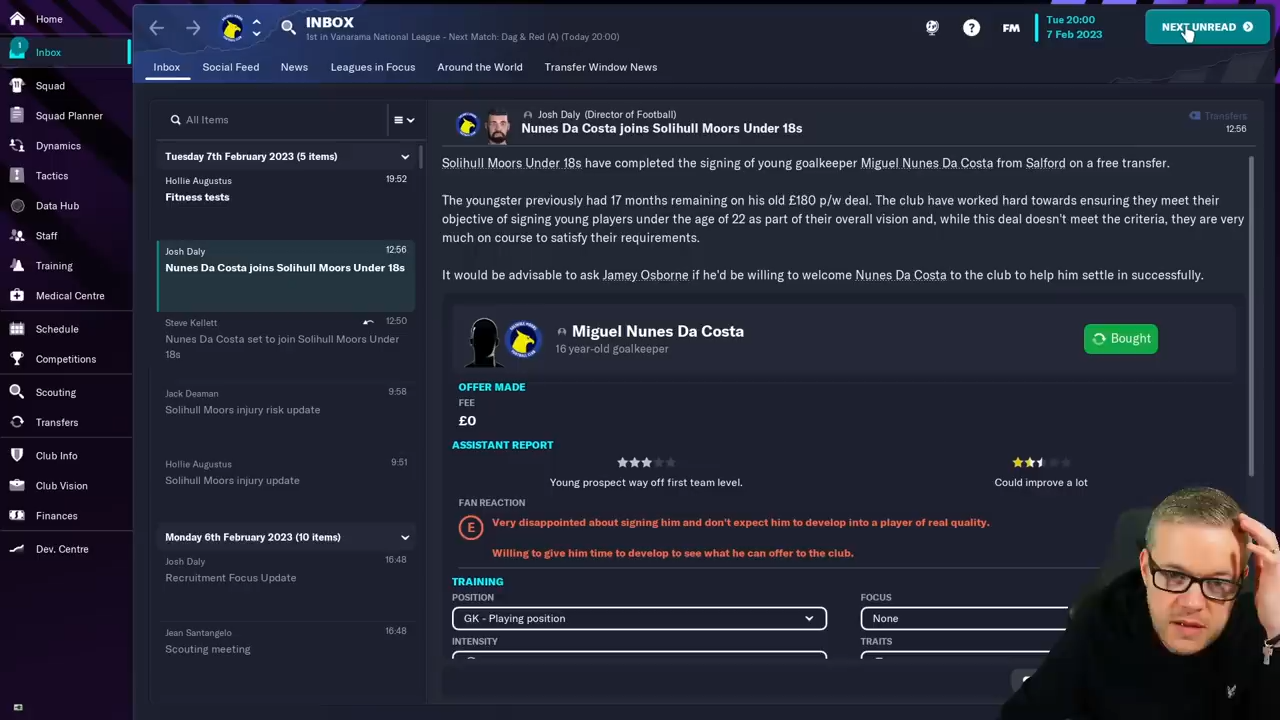 Home
1
Inbox
Squad
Squad Planner
Dynamics
Tactics
Data Hub
Staff
Training
Medical Centre
Schedule
Competitions
Scouting
Transfers
Club Info
Club Vision
Finances
Dev. Centre
INBOX
1st in Vanarama National League - Next Match: Dag & Red (A) (Today 20:00)
?
FM
Tue 20:00
7 Feb 2023
NEXT UNREAD
Inbox
Social Feed
News
Leagues in Focus
Around the World
Transfer Window News
All Items
Tuesday 7th February 2023 (5 items)
Hollie Augustus 19:52
Fitness tests
Josh Daly 12:56
Nunes Da Costa joins Solihull Moors Under 18s
Steve Kellett 12:50
Nunes Da Costa set to join Solihull Moors Under
18s
Jack Deaman 9:58
Solihull Moors injury risk update
Hollie Augustus 9:51
Solihull Moors injury update
Monday 6th February 2023 (10 items)
Josh Daly 16:48
Recruitment Focus Update
Jean Santangelo 16:48
Scouting meeting
Josh Daly (Director of Football)
Nunes Da Costa joins Solihull Moors Under 18s
Transfers
12:56
Solihull Moors Under 18s have completed the signing of young goalkeeper Miguel Nunes Da Costa from Salford on a free transfer.
The youngster previously had 17 months remaining on his old £180 p/w deal. The club have worked hard towards ensuring they meet their
objective of signing young players under the age of 22 as part of their overall vision and, while this deal doesn't meet the criteria, they are very
much on course to satisfy their requirements.
It would be advisable to ask Jamey Osborne if he'd be willing to welcome Nunes Da Costa to the club to help him settle in successfully.
Miguel Nunes Da Costa
16 year-old goalkeeper
Bought
OFFER MADE
FEE
£0
ASSISTANT REPORT
Young prospect way off first team level.
Could improve a lot
FAN REACTION
E
Very disappointed about signing him and don't expect him to develop into a player of real quality.
Willing to give him time to develop to see what he can offer to the club.
TRAINING
POSITION
GK - Playing position
FOCUS
None
INTENSITY
TRAITS